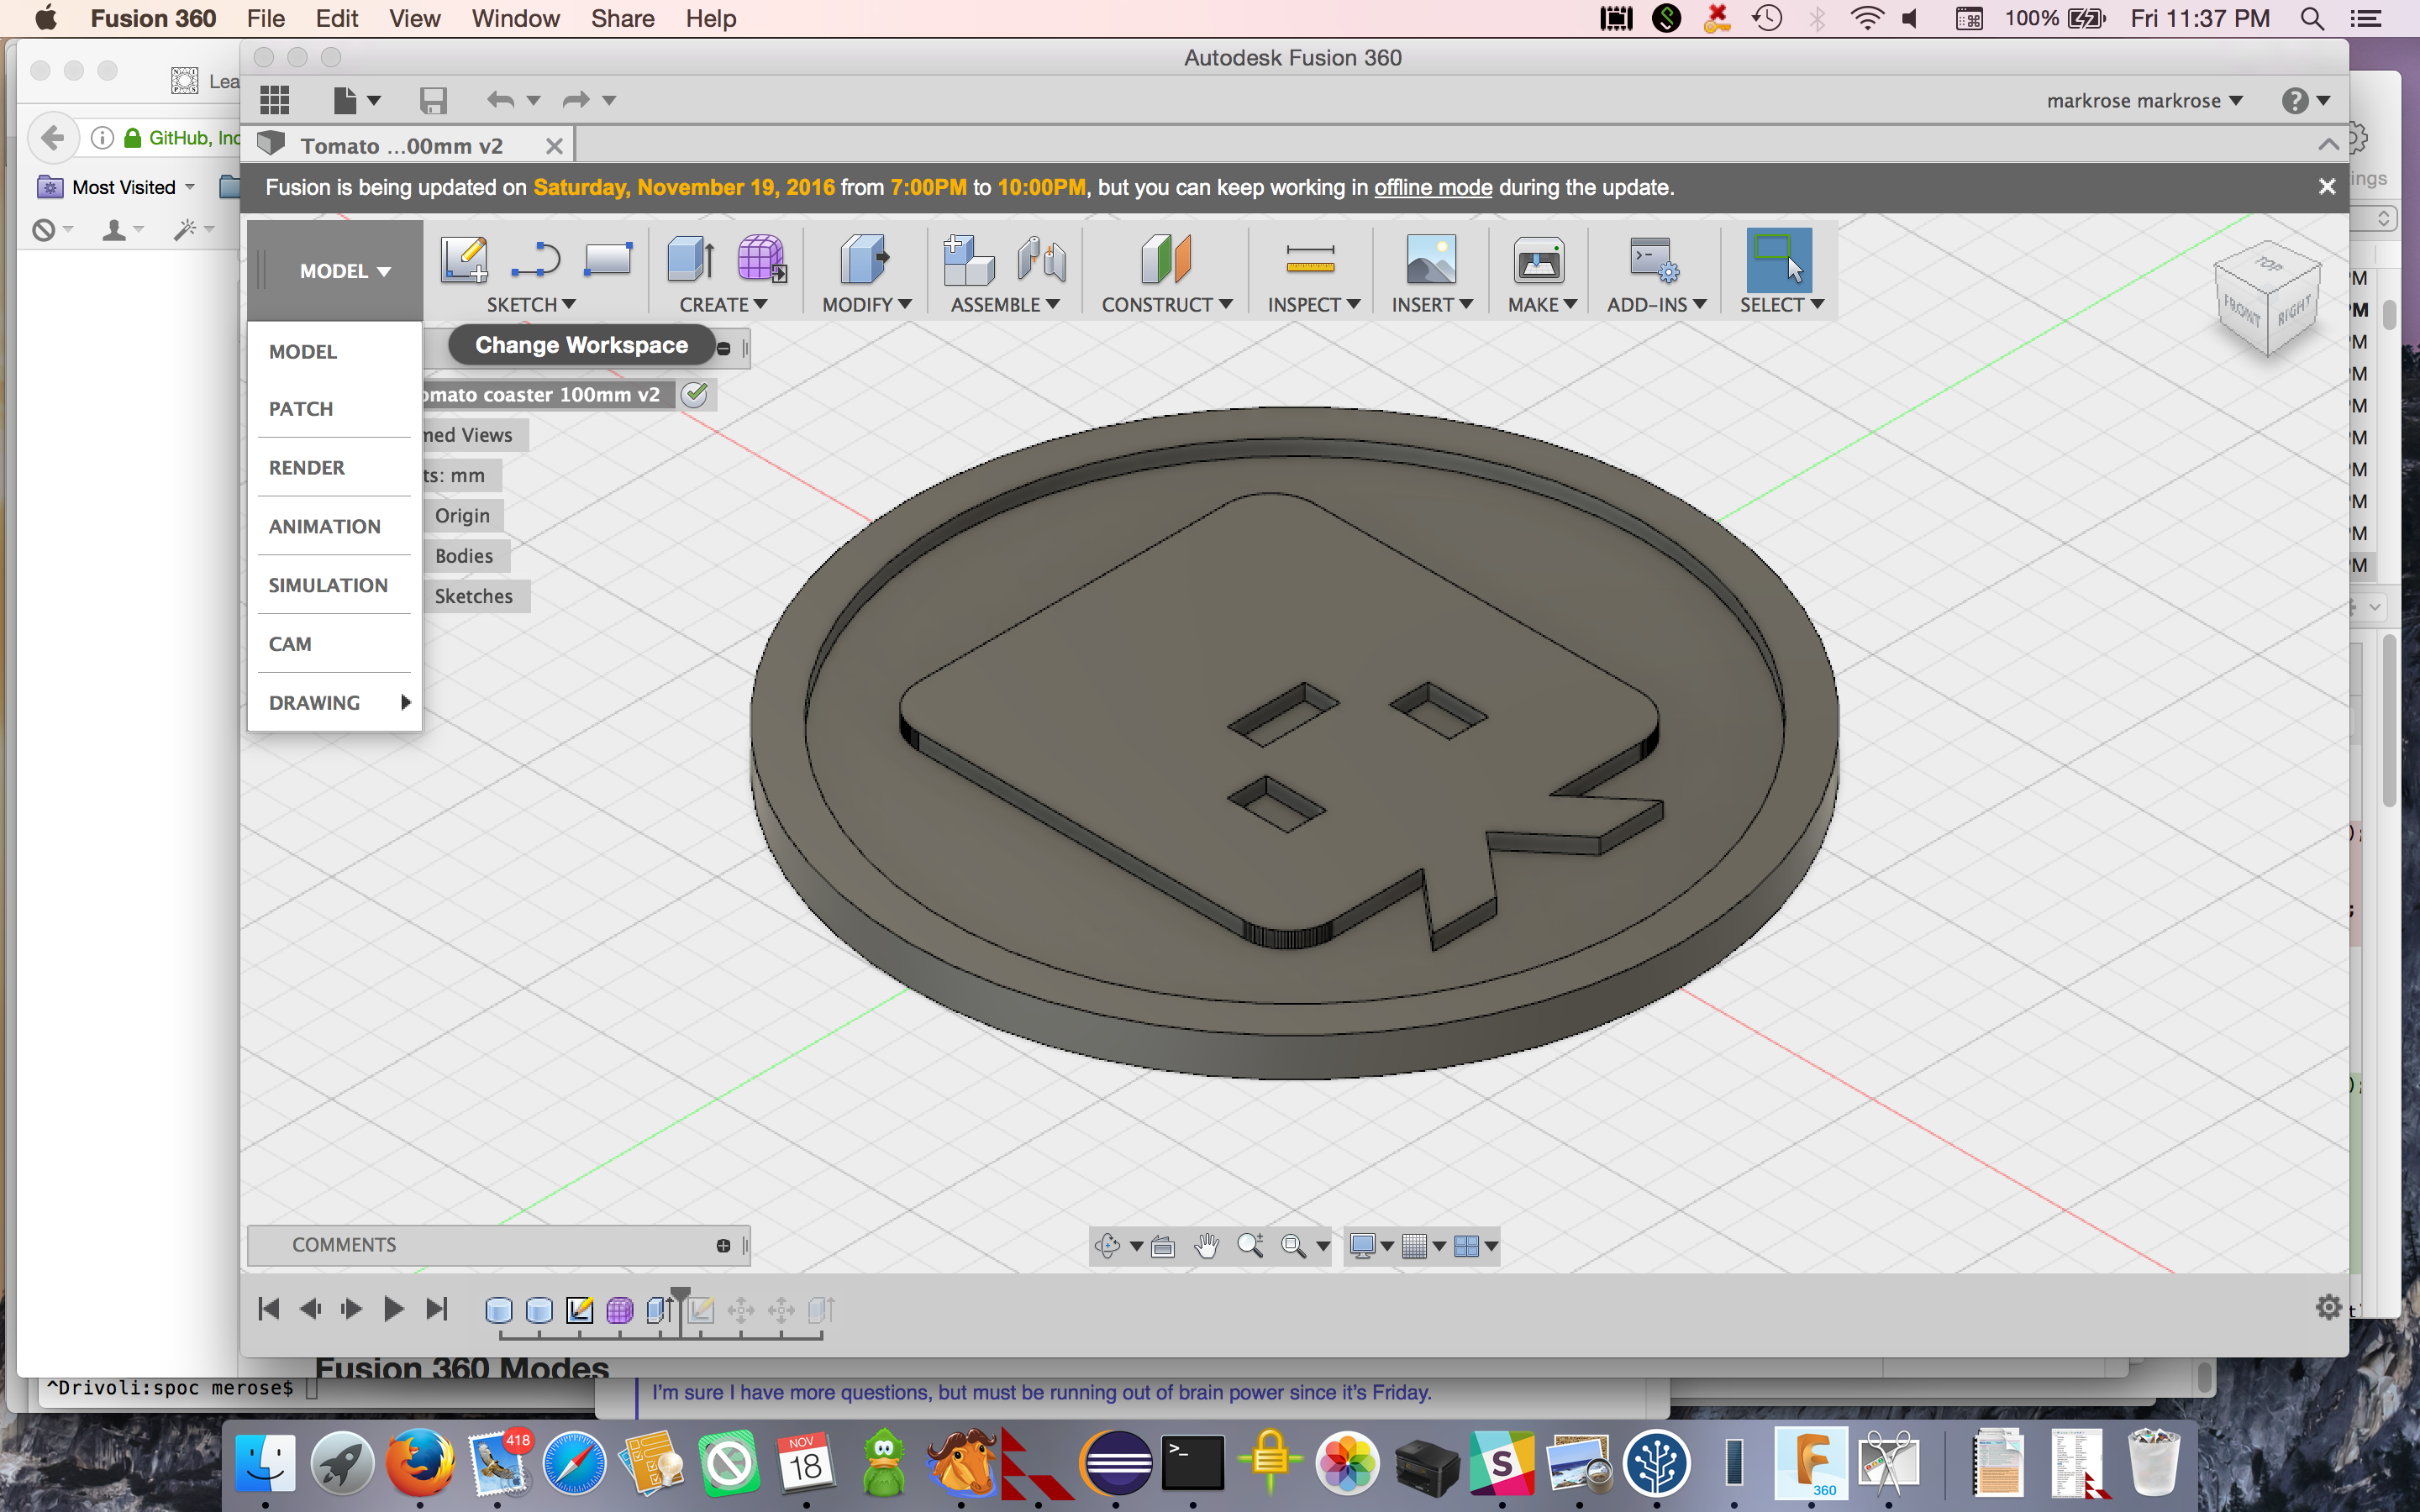 Fusion 360 File Edit View Window Share Help 100% Fri 11:37 PM
Autodesk Fusion 360
Lea
markrose markrose
GitHub, Inc
Tomato ...00mm v2
Most Visited
Fusion is being updated on Saturday, November 19, 2016 from 7:00PM to 10:00PM, but you can keep working in offline mode during the update.
ings
MODEL
SKETCH CREATE MODIFY ASSEMBLE CONSTRUCT INSPECT INSERT MAKE ADD-INS SELECT
TOP
FRONT
RIGHT
Change Workspace
MODEL
PATCH
RENDER
ANIMATION
SIMULATION
CAM
DRAWING
omato coaster 100mm v2
med Views
ts: mm
Origin
Bodies
Sketches
PM
COMMENTS
Fusion 360 Modes
^Drivoli:spoc merose$
I'm sure I have more questions, but must be running out of brain power since it's Friday.
418
NOV
18
S
360